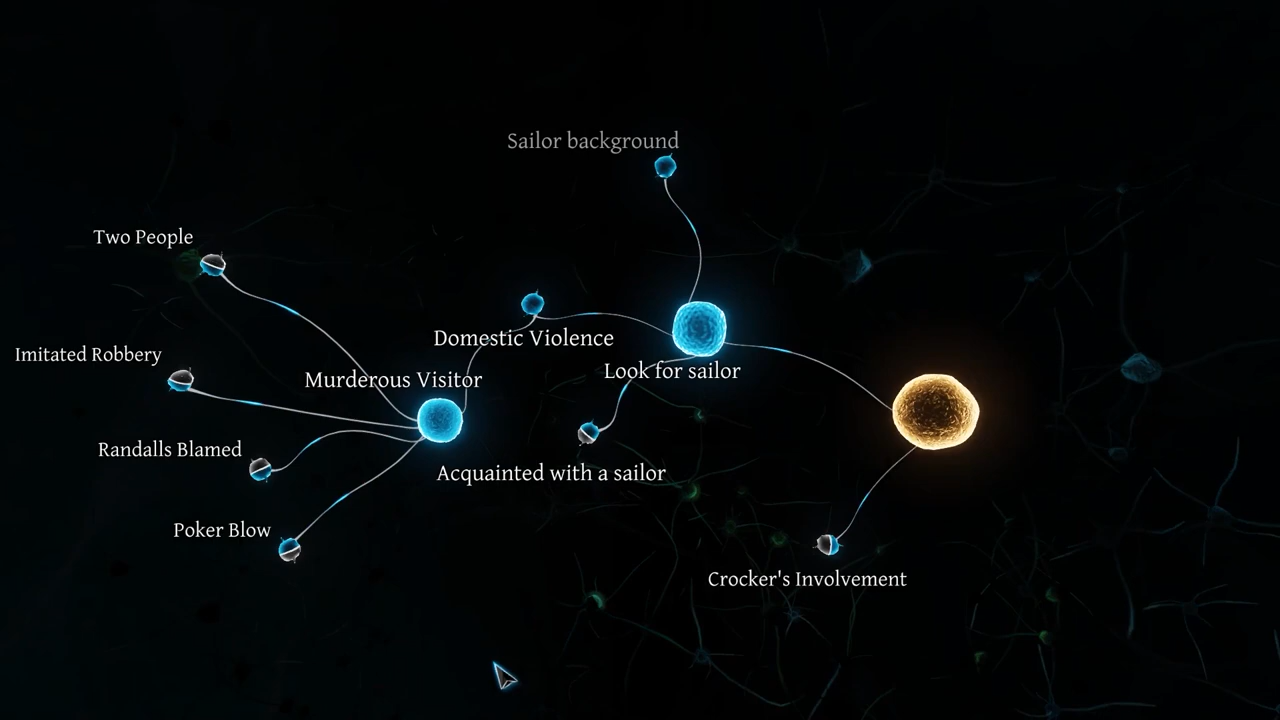 Sailor background
Two People
Domestic Violence
Imitated Robbery
Look for sailor
Murderous Visitor
Randalls Blamed
Acquainted with a sailor
Poker Blow
Crocker's Involvement